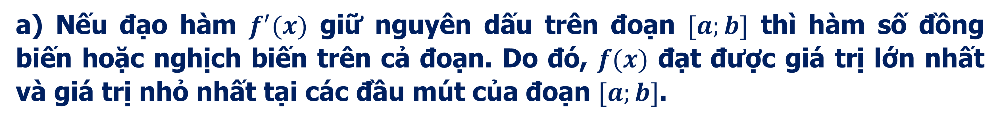 a) Nếu đạo hàm f′(x) giữ nguyên dấu trên đoạn [a; b] thì hàm số đồng
biến hoặc nghịch biến trên cả đoạn. Do đó, f(x) đạt được giá trị lớn nhất
và giá trị nhỏ nhất tại các đầu mút của đoạn [a; b].